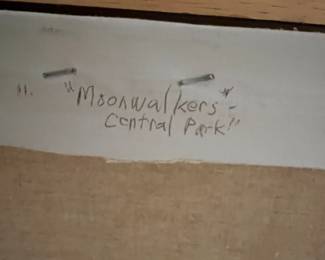 11. "Moonwalkers -
Central Park"